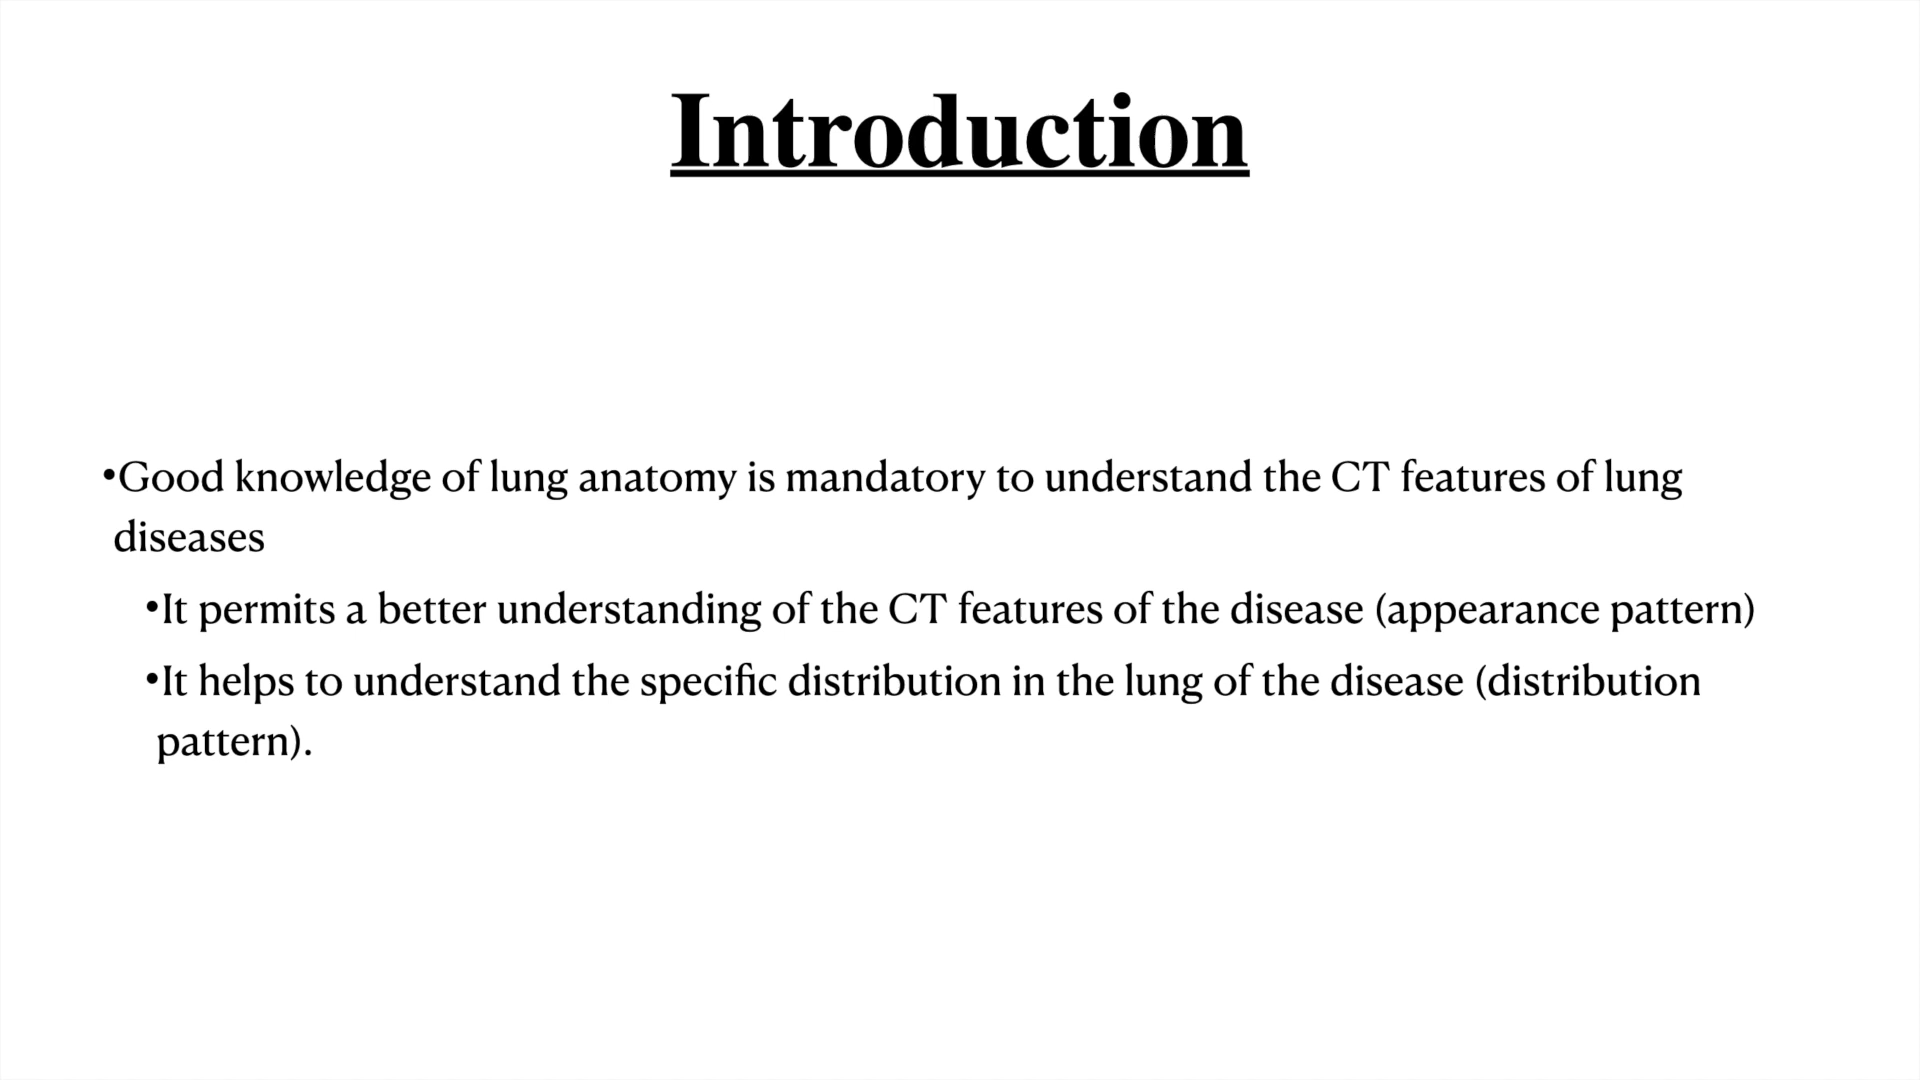 Introduction
•Good knowledge of lung anatomy is mandatory to understand the CT features of lung
diseases
•It permits a better understanding of the CT features of the disease (appearance pattern)
•It helps to understand the specific distribution in the lung of the disease (distribution
pattern).